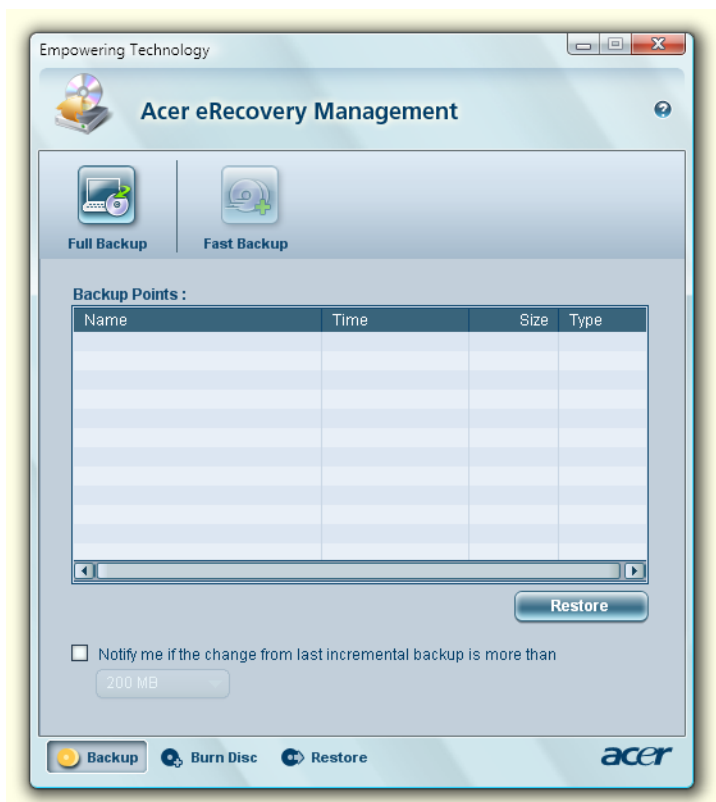 Empowering Technology
Acer eRecovery Management
Full Backup
Fast Backup
Backup Points :
Name Time Size Type
Restore
Notify me if the change from last incremental backup is more than
200 MB
Backup Burn Disc Restore acer